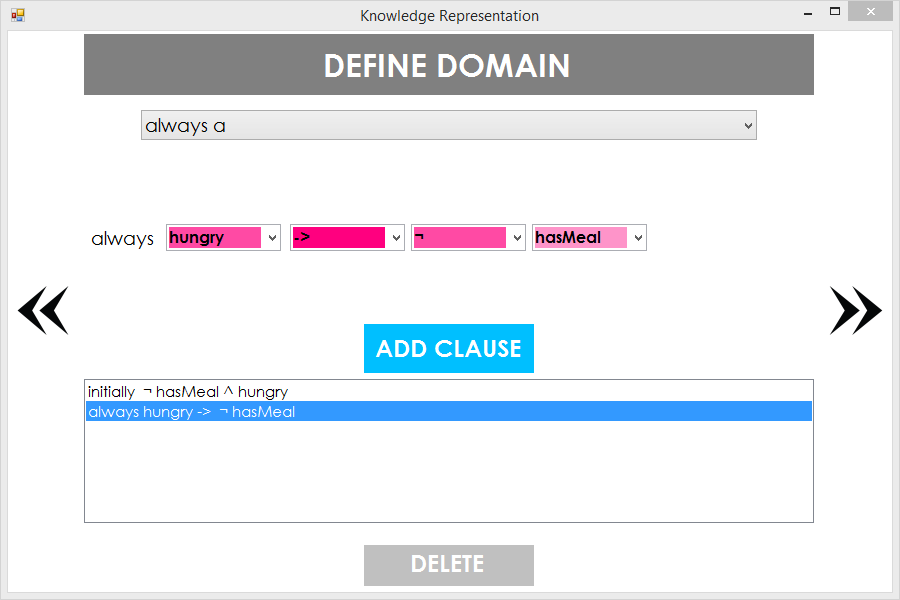 Knowledge Representation
DEFINE DOMAIN
always a
always hungry -> ¬ hasMeal
ADD CLAUSE
initially ¬ hasMeal ^ hungry
always hungry -> ¬ hasMeal
DELETE